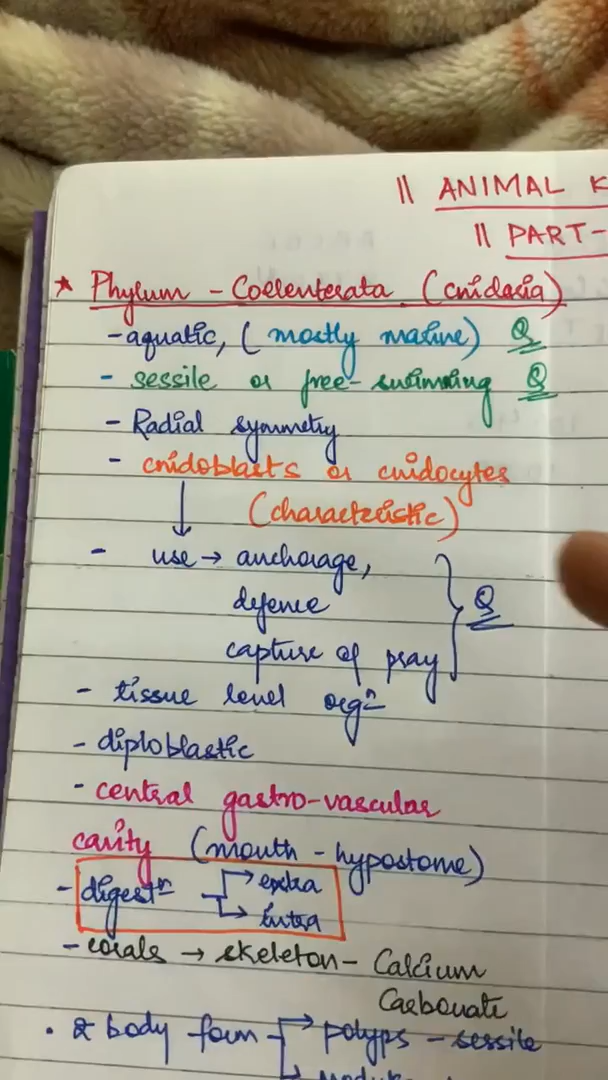 || ANIMAL K
|| PART-
* Phylum - Coelenterata (cnidaria)
- aquatic, (mostly marine) Q
- sessile or free-swimming Q
- Radial symmetry
- cnidoblasts or cnidocytes
↓ (characteristic)
- use → anchorage,
defence
capture of pray } Q
- tissue level orgⁿ
- diploblastic
- central gastro-vascular
cavity (mouth - hypostome)
- digestⁿ → extra
→ intra
- corals → skeleton - Calcium
Carbonate
• 2 body form → polyps - sessile